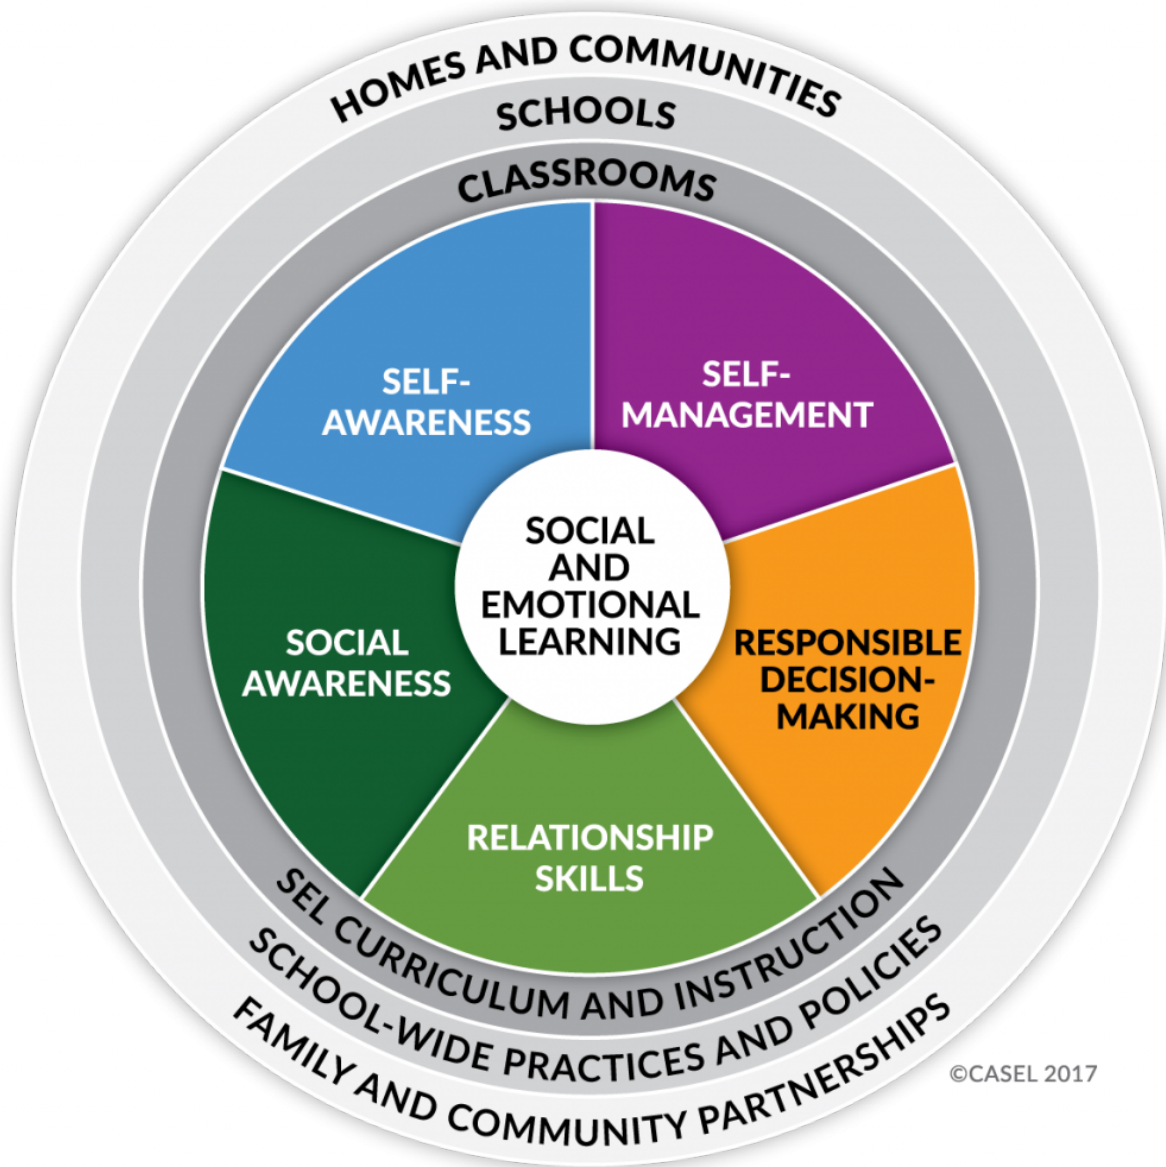 HOMES AND COMMUNITIES
SCHOOLS
CLASSROOMS
SELF-
AWARENESS
SELF-
MANAGEMENT
SOCIAL
AND
EMOTIONAL
LEARNING
SOCIAL
AWARENESS
RESPONSIBLE
DECISION-
MAKING
RELATIONSHIP
SKILLS
SEL CURRICULUM AND INSTRUCTION
SCHOOL-WIDE PRACTICES AND POLICIES
FAMILY AND COMMUNITY PARTNERSHIPS
©CASEL 2017